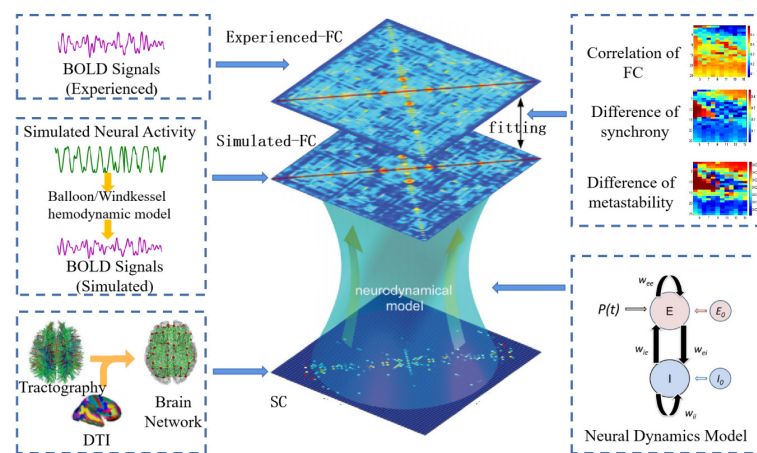 BOLD Signals
(Experienced)
Simulated Neural Activity
Balloon/Windkessel
hemodynamic model
BOLD Signals
(Simulated)
Tractography
DTI
Brain
Network
Experienced-FC
Simulated-FC
fitting
neurodynamical
model
SC
Correlation of
FC
Difference of
synchrony
Difference of
metastability
w_ee
P(t)
E
E_0
w_ie
w_ei
I
I_0
w_ii
Neural Dynamics Model